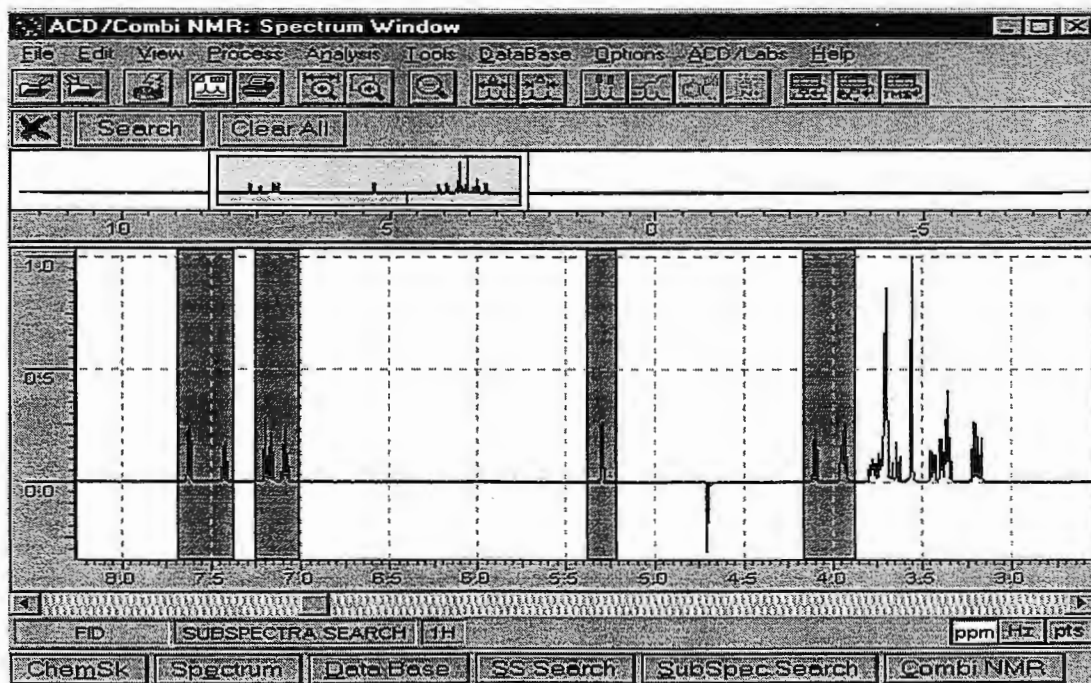 ACD/Combi NMR: Spectrum Window
File Edit View Process Analysis Tools DataBase Options ACD/Labs Help
Search Clear All
10 5 0 -5
1.0
0.5
0.0
8.0 7.5 7.0 6.5 6.0 5.5 5.0 4.5 4.0 3.5 3.0
FID SUBSPECTRA SEARCH 1H ppm Hz pts
ChemSk Spectrum Data Base SS Search SubSpec.Search Combi NMR